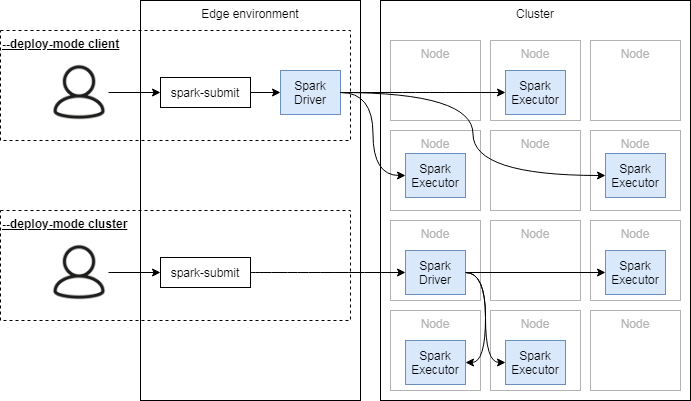 Edge environment
Cluster
--deploy-mode client
spark-submit
Spark
Driver
Node
Node
Spark
Executor
Node
Node
Spark
Executor
Node
Node
Spark
Executor
--deploy-mode cluster
spark-submit
Node
Spark
Driver
Node
Node
Spark
Executor
Node
Spark
Executor
Node
Spark
Executor
Node